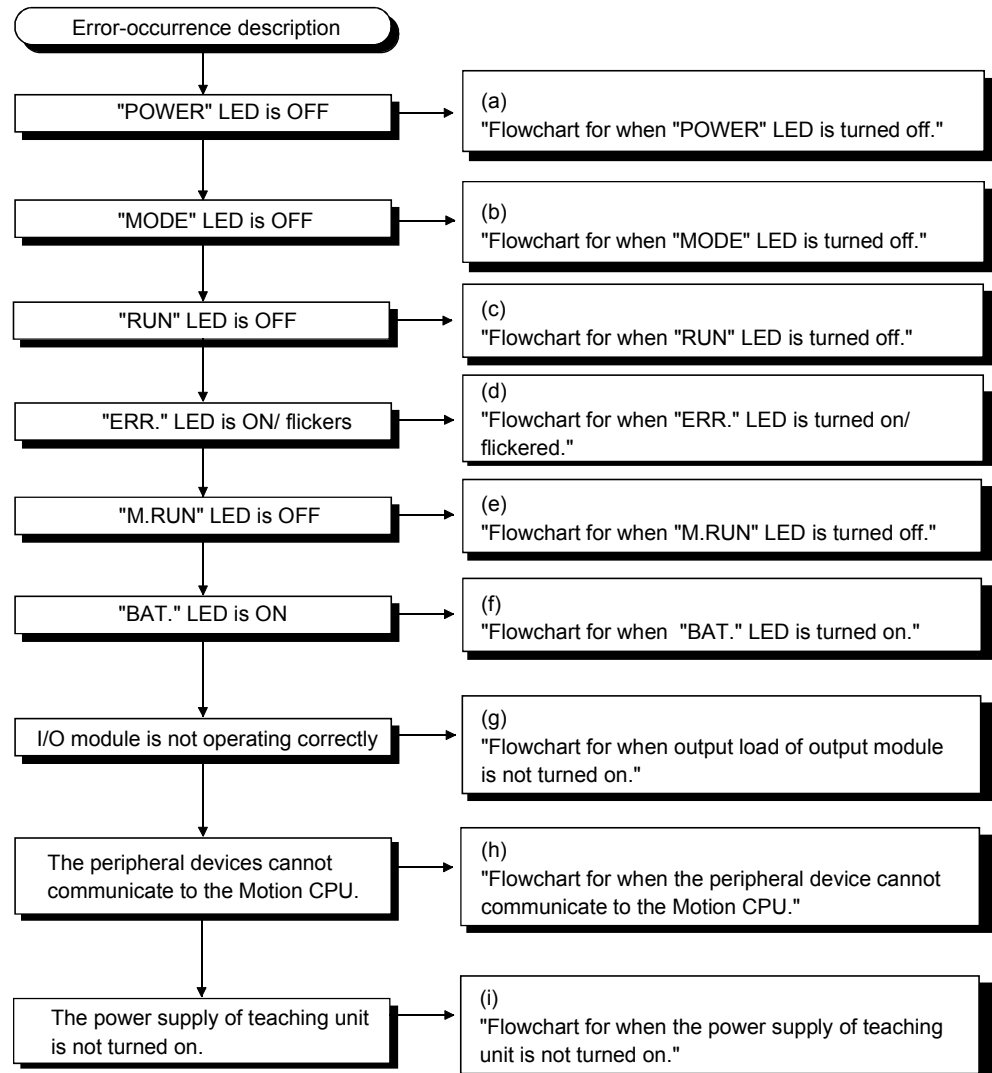 Error-occurrence description
"POWER" LED is OFF
(a)
"Flowchart for when "POWER" LED is turned off."
"MODE" LED is OFF
(b)
"Flowchart for when "MODE" LED is turned off."
"RUN" LED is OFF
(c)
"Flowchart for when "RUN" LED is turned off."
"ERR." LED is ON/ flickers
(d)
"Flowchart for when "ERR." LED is turned on/
flickered."
"M.RUN" LED is OFF
(e)
"Flowchart for when "M.RUN" LED is turned off."
"BAT." LED is ON
(f)
"Flowchart for when  "BAT." LED is turned on."
I/O module is not operating correctly
(g)
"Flowchart for when output load of output module
is not turned on."
The peripheral devices cannot
communicate to the Motion CPU.
(h)
"Flowchart for when the peripheral device cannot
communicate to the Motion CPU."
The power supply of teaching unit
is not turned on.
(i)
"Flowchart for when the power supply of teaching
unit is not turned on."